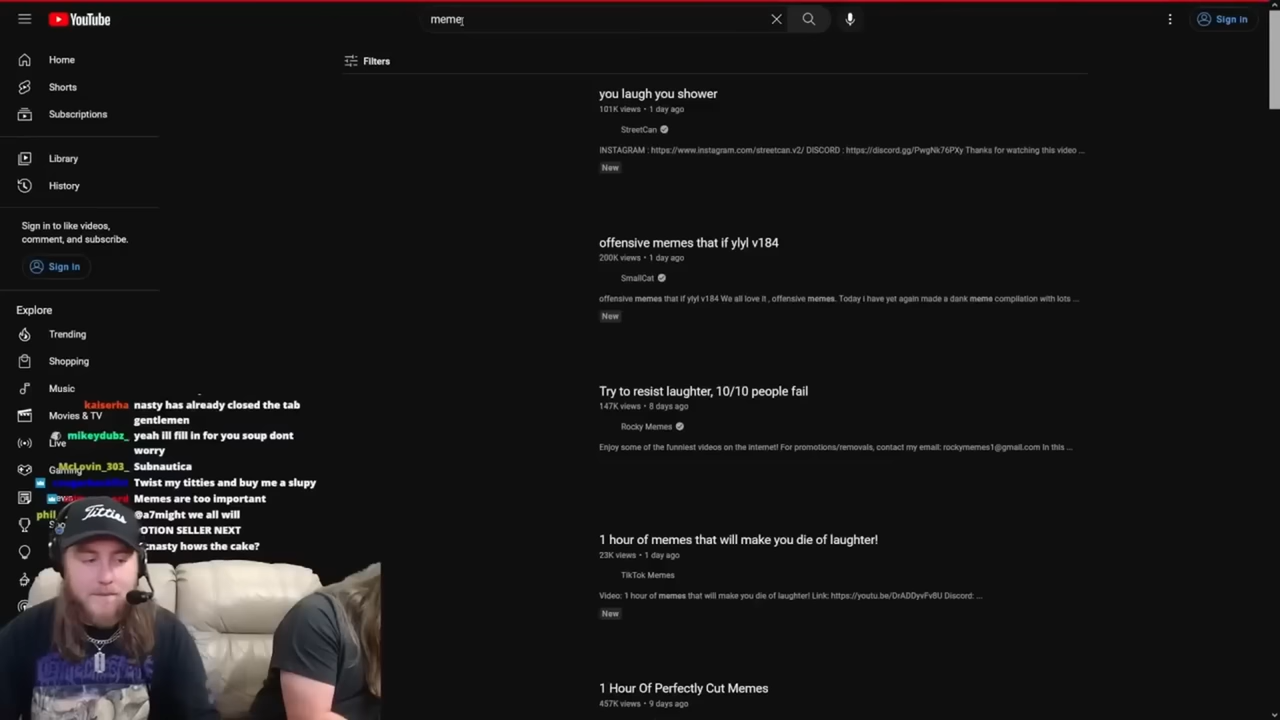 YouTube
meme
Sign in
Home
Shorts
Subscriptions
Library
History
Sign in to like videos,
comment, and subscribe.
Sign in
Explore
Trending
Shopping
Music
Movies & TV
Live
Filters
you laugh you shower
101K views • 1 day ago
StreetCan
INSTAGRAM : https://www.instagram.com/streetcan.v2/ DISCORD : https://discord.gg/PwgNk76PXy Thanks for watching this video ...
New
offensive memes that if ylyl v184
200K views • 1 day ago
SmallCat
offensive memes that if ylyl v184 We all love it , offensive memes. Today i have yet again made a dank meme compilation with lots ...
New
Try to resist laughter, 10/10 people fail
147K views • 8 days ago
Rocky Memes
Enjoy some of the funniest videos on the internet! For promotions/removals, contact my email: rockymemes1@gmail.com In this ...
1 hour of memes that will make you die of laughter!
23K views • 1 day ago
TikTok Memes
Video: 1 hour of memes that will make you die of laughter! Link: https://youtu.be/DrADDyvFv8U Discord: ...
New
1 Hour Of Perfectly Cut Memes
457K views • 9 days ago
kaiserha nasty has already closed the tab
gentlemen
mikeydubz_ yeah ill fill in for you soup dont
worry
McLovin_303_ Subnautica
Twist my titties and buy me a slupy
Memes are too important
phil @a7might we all will
OTION SELLER NEXT
nasty hows the cake?
Titties